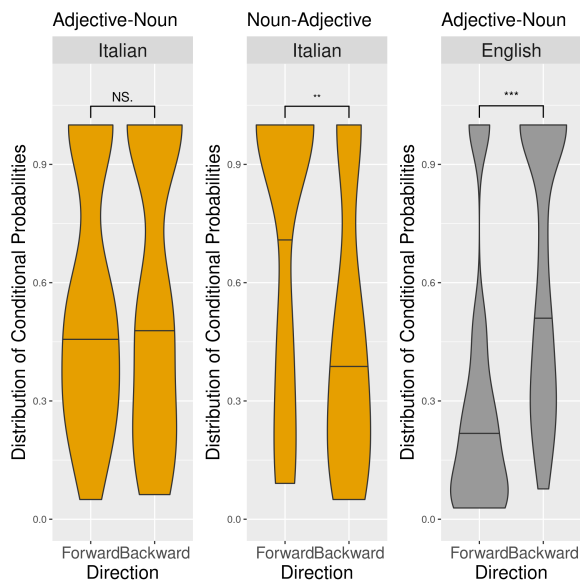 Adjective-Noun
Noun-Adjective
Adjective-Noun
Italian
Italian
English
NS.
**
***
Distribution of Conditional Probabilities
0.9
0.6
0.3
0.0
Distribution of Conditional Probabilities
0.9
0.6
0.3
0.0
Distribution of Conditional Probabilities
0.9
0.6
0.3
0.0
Forward Backward
Forward Backward
Forward Backward
Direction
Direction
Direction